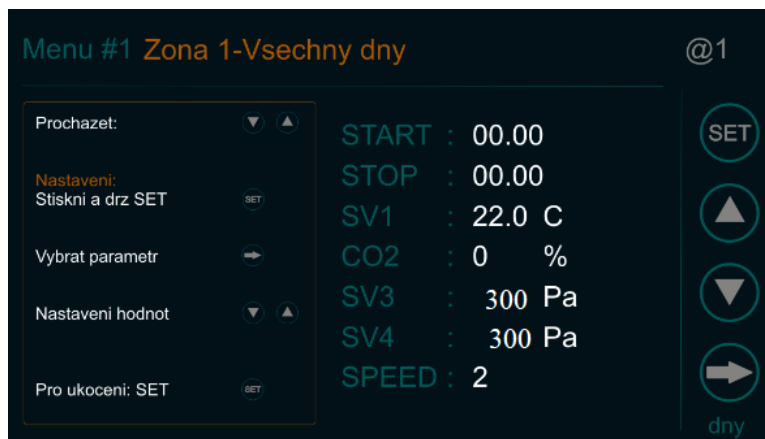 Menu #1 Zona 1-Vsechny dny
@1
Prochazet:
Nastaveni:
Stiskni a drz SET
SET
Vybrat parametr
Nastaveni hodnot
Pro ukoceni: SET
SET
START : 00.00
STOP : 00.00
SV1 : 22.0 C
CO2 : 0 %
SV3 : 300 Pa
SV4 : 300 Pa
SPEED : 2
SET
dny